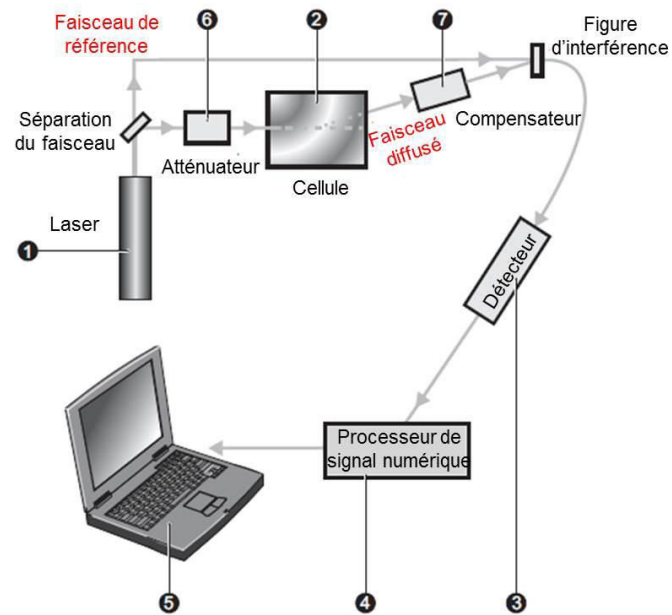 Faisceau de
référence
6
2
7
Figure
d'interférence
Séparation
du faisceau
Atténuateur
Cellule
Faisceau
diffusé
Compensateur
Laser
1
Détecteur
3
Processeur de
signal numérique
4
5